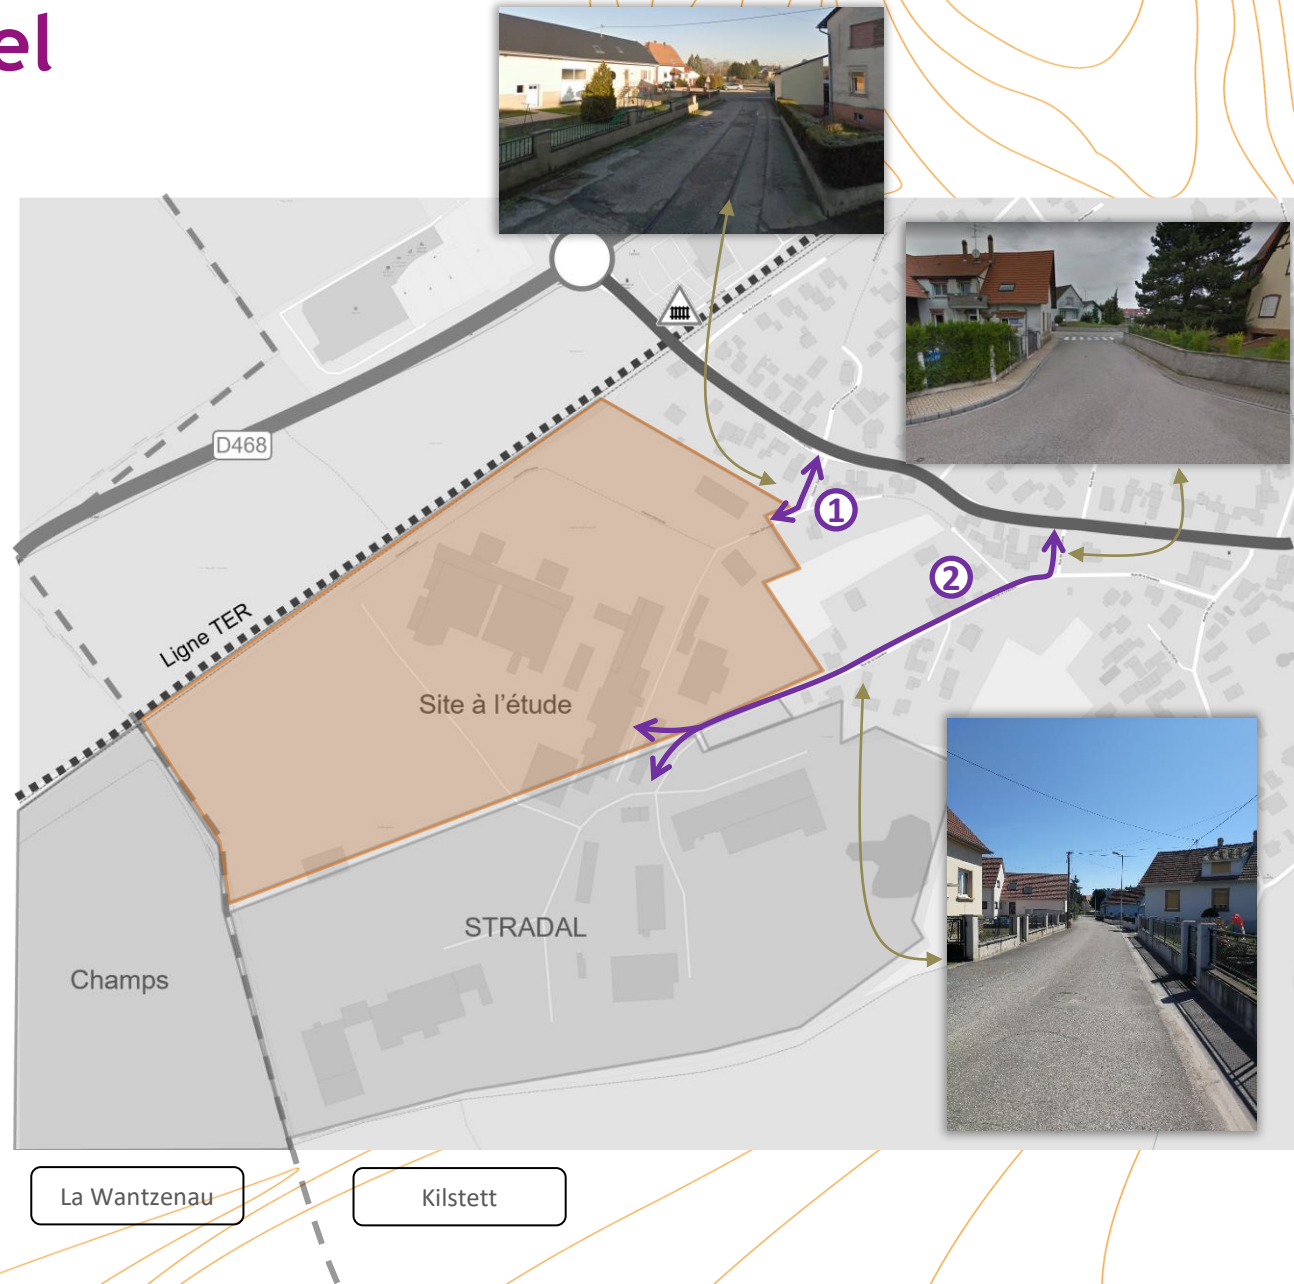 el
D468
1
2
Ligne TER
Site à l'étude
STRADAL
Champs
La Wantzenau
Kilstett